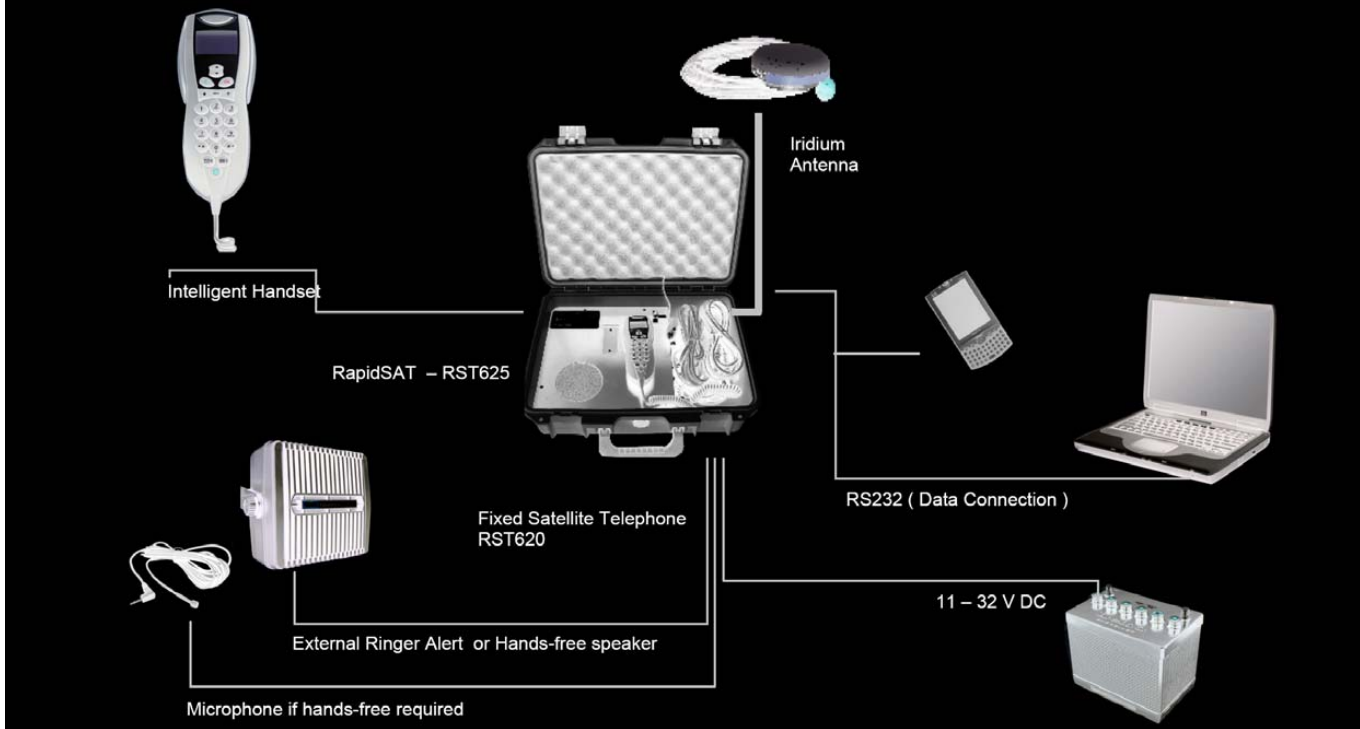 Iridium
Antenna
Intelligent Handset
RapidSAT – RST625
RS232 ( Data Connection )
Fixed Satellite Telephone
RST620
11 – 32 V DC
External Ringer Alert or Hands-free speaker
Microphone if hands-free required